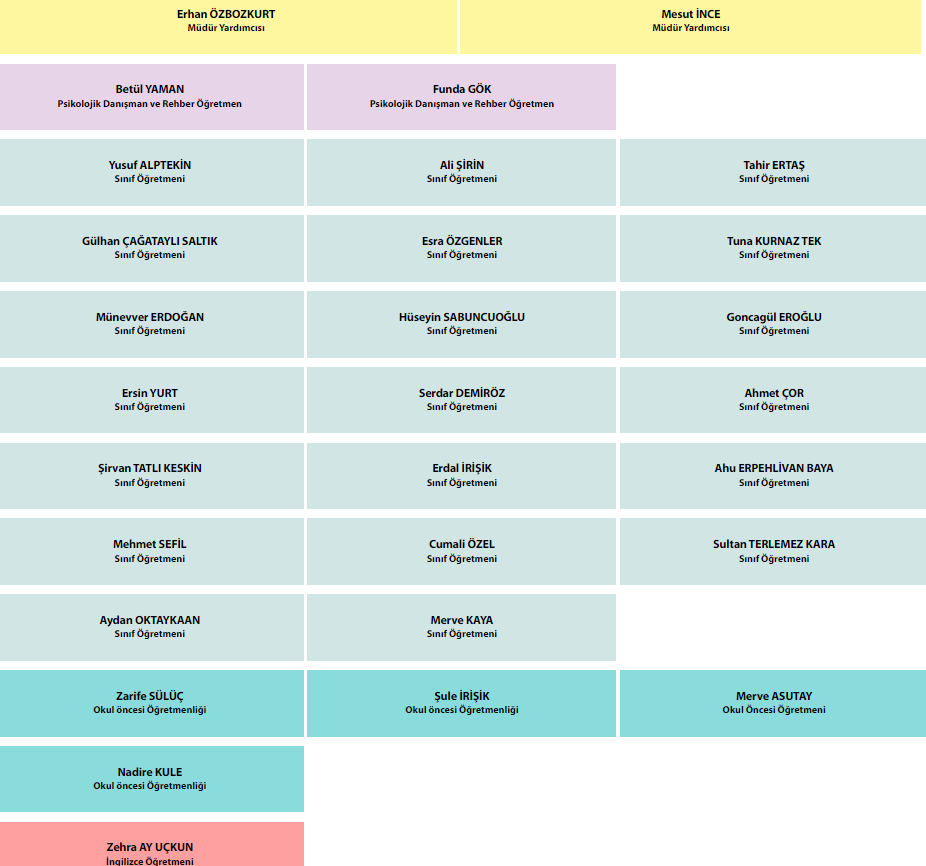 Erhan ÖZBOZKURT
Müdür Yardımcısı
Mesut İNCE
Müdür Yardımcısı
Betül YAMAN
Psikolojik Danışman ve Rehber Öğretmen
Funda GÖK
Psikolojik Danışman ve Rehber Öğretmen
Yusuf ALPTEKİN
Sınıf Öğretmeni
Ali ŞİRİN
Sınıf Öğretmeni
Tahir ERTAŞ
Sınıf Öğretmeni
Gülhan ÇAĞATAYLI SALTIK
Sınıf Öğretmeni
Esra ÖZGENLER
Sınıf Öğretmeni
Tuna KURNAZ TEK
Sınıf Öğretmeni
Münevver ERDOĞAN
Sınıf Öğretmeni
Hüseyin SABUNCUOĞLU
Sınıf Öğretmeni
Goncagül EROĞLU
Sınıf Öğretmeni
Ersin YURT
Sınıf Öğretmeni
Serdar DEMİRÖZ
Sınıf Öğretmeni
Ahmet ÇOR
Sınıf Öğretmeni
Şirvan TATLI KESKİN
Sınıf Öğretmeni
Erdal İRİŞİK
Sınıf Öğretmeni
Ahu ERPEHLİVAN BAYA
Sınıf Öğretmeni
Mehmet SEFİL
Sınıf Öğretmeni
Cumali ÖZEL
Sınıf Öğretmeni
Sultan TERLEMEZ KARA
Sınıf Öğretmeni
Aydan OKTAYKAAN
Sınıf Öğretmeni
Merve KAYA
Sınıf Öğretmeni
Zarife SÜLÜÇ
Okul öncesi Öğretmenliği
Şule İRİŞİK
Okul öncesi Öğretmenliği
Merve ASUTAY
Okul Öncesi Öğretmeni
Nadire KULE
Okul öncesi Öğretmenliği
Zehra AY UÇKUN
İngilizce Öğretmeni